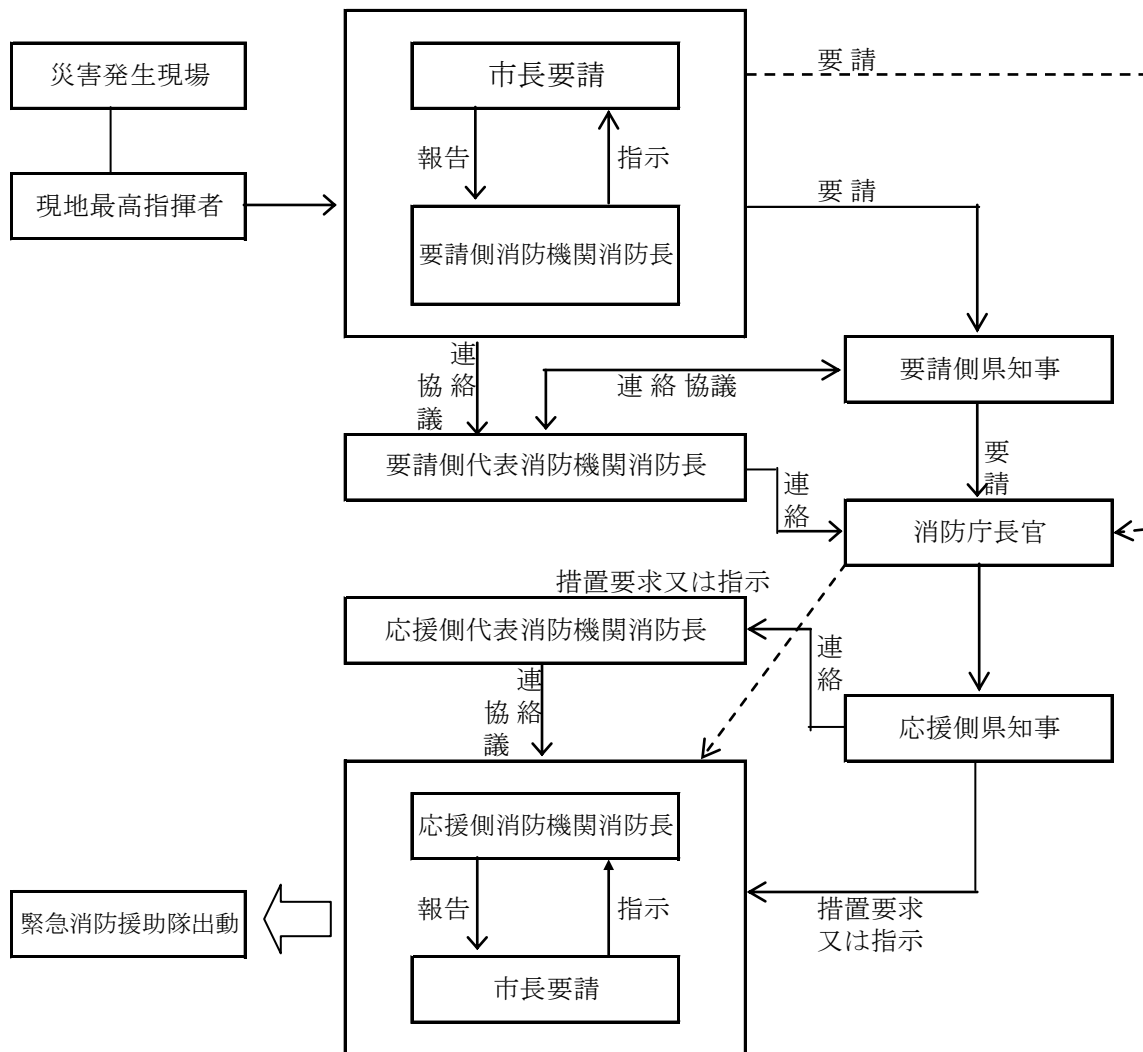 災害発生現場
市長要請
要 請
報告
指示
現地最高指揮者
要 請
要請側消防機関消防長
連絡
協議
連 絡 協議
要請側県知事
要請側代表消防機関消防長
要請
連絡
消防庁長官
措置要求又は指示
応援側代表消防機関消防長
連絡
連絡
協議
応援側県知事
応援側消防機関消防長
報告
指示
措置要求
又は指示
緊急消防援助隊出動
市長要請